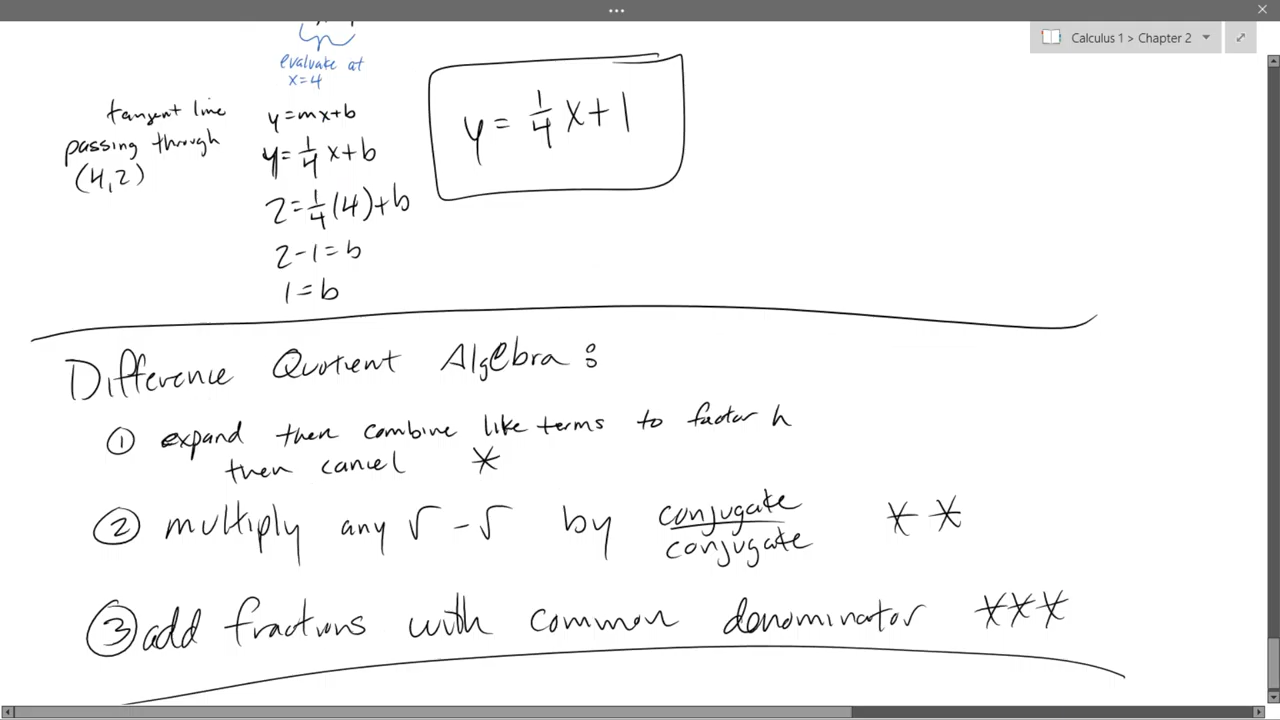 Calculus 1 > Chapter 2
evaluate at
x=4
tangent line
passing through
(4,2)
y=mx+b
y=1/4 x+b
2=1/4(4)+b
2-1=b
1=b
y=1/4 x+1
Difference Quotient Algebra:
① expand then combine like terms to factor h
then cancel *
② multiply any √ -√ by conjugate/conjugate * *
③ add fractions with common denominator ***